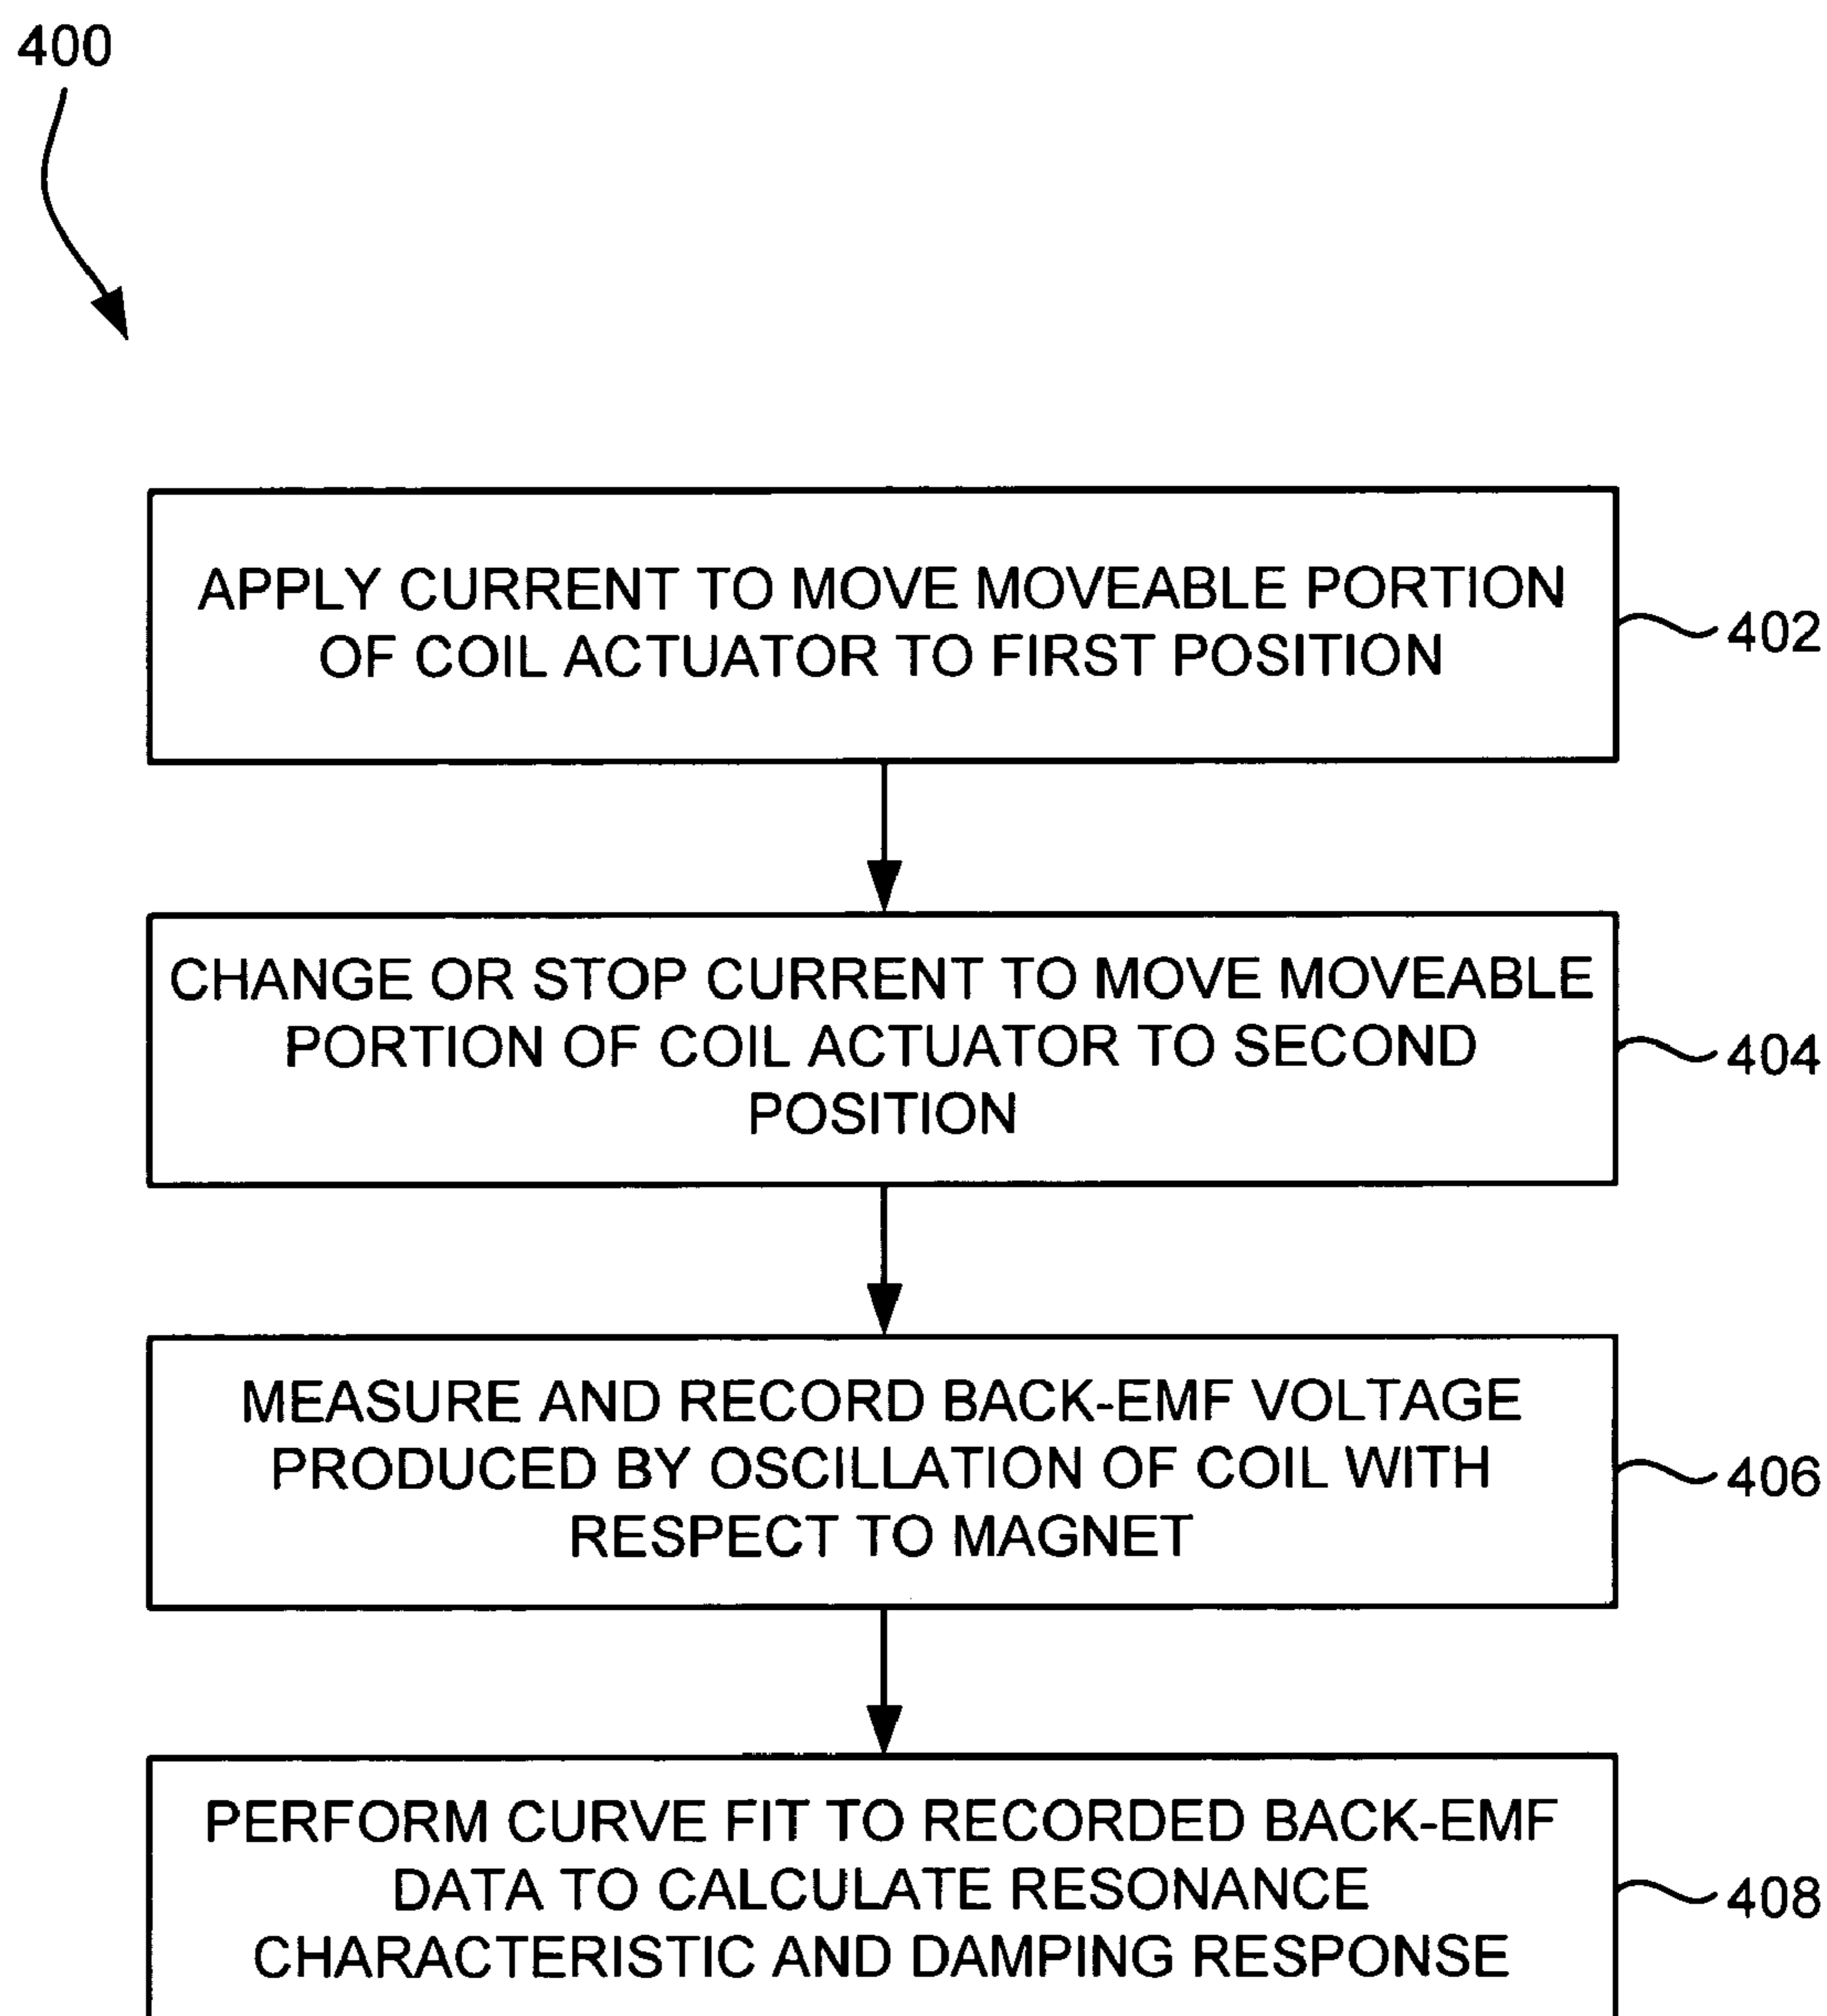 400
APPLY CURRENT TO MOVE MOVEABLE PORTION
OF COIL ACTUATOR TO FIRST POSITION
402
CHANGE OR STOP CURRENT TO MOVE MOVEABLE
PORTION OF COIL ACTUATOR TO SECOND
POSITION
404
MEASURE AND RECORD BACK-EMF VOLTAGE
PRODUCED BY OSCILLATION OF COIL WITH
RESPECT TO MAGNET
406
PERFORM CURVE FIT TO RECORDED BACK-EMF
DATA TO CALCULATE RESONANCE
CHARACTERISTIC AND DAMPING RESPONSE
408